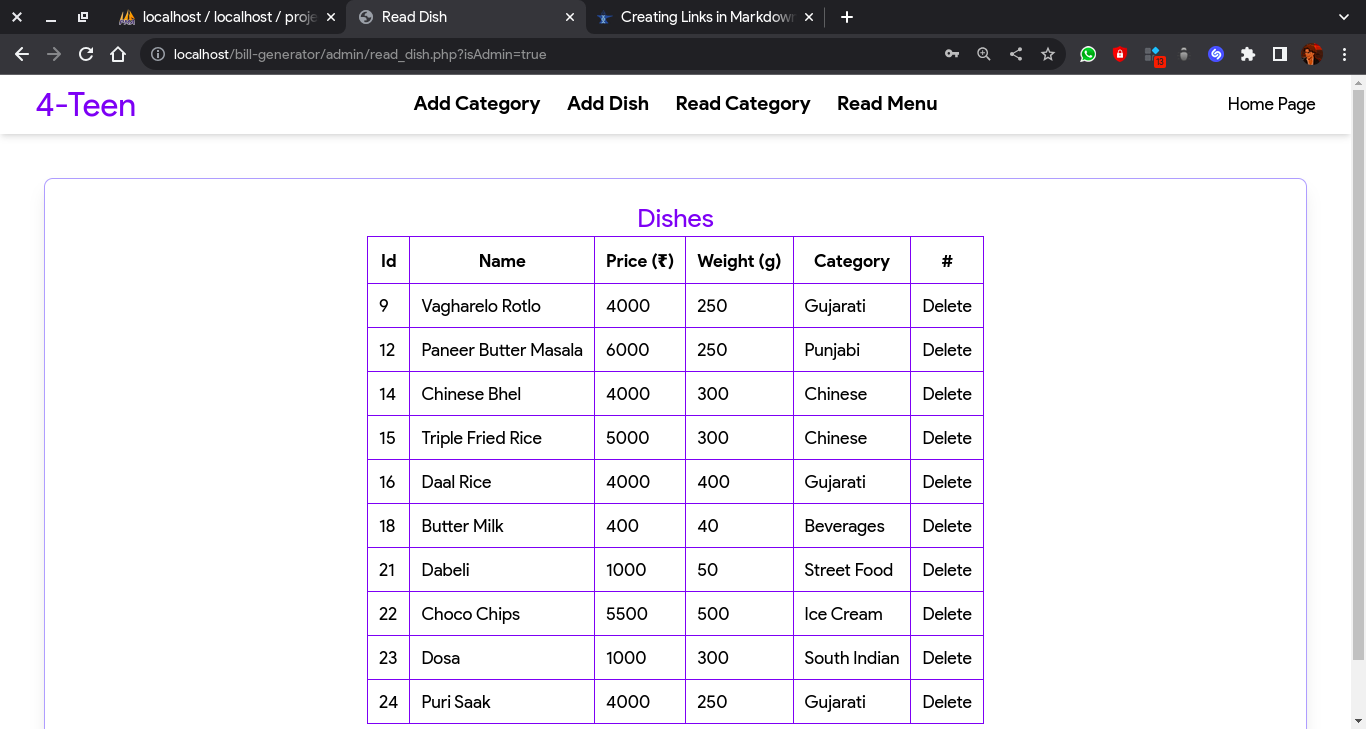 localhost / localhost / proje
Read Dish
Creating Links in Markdown
localhost/bill-generator/admin/read_dish.php?isAdmin=true
13
4-Teen
Add Category Add Dish Read Category Read Menu
Home Page
Dishes
Id Name Price (₹) Weight (g) Category #
9 Vagharelo Rotlo 4000 250 Gujarati Delete
12 Paneer Butter Masala 6000 250 Punjabi Delete
14 Chinese Bhel 4000 300 Chinese Delete
15 Triple Fried Rice 5000 300 Chinese Delete
16 Daal Rice 4000 400 Gujarati Delete
18 Butter Milk 400 40 Beverages Delete
21 Dabeli 1000 50 Street Food Delete
22 Choco Chips 5500 500 Ice Cream Delete
23 Dosa 1000 300 South Indian Delete
24 Puri Saak 4000 250 Gujarati Delete